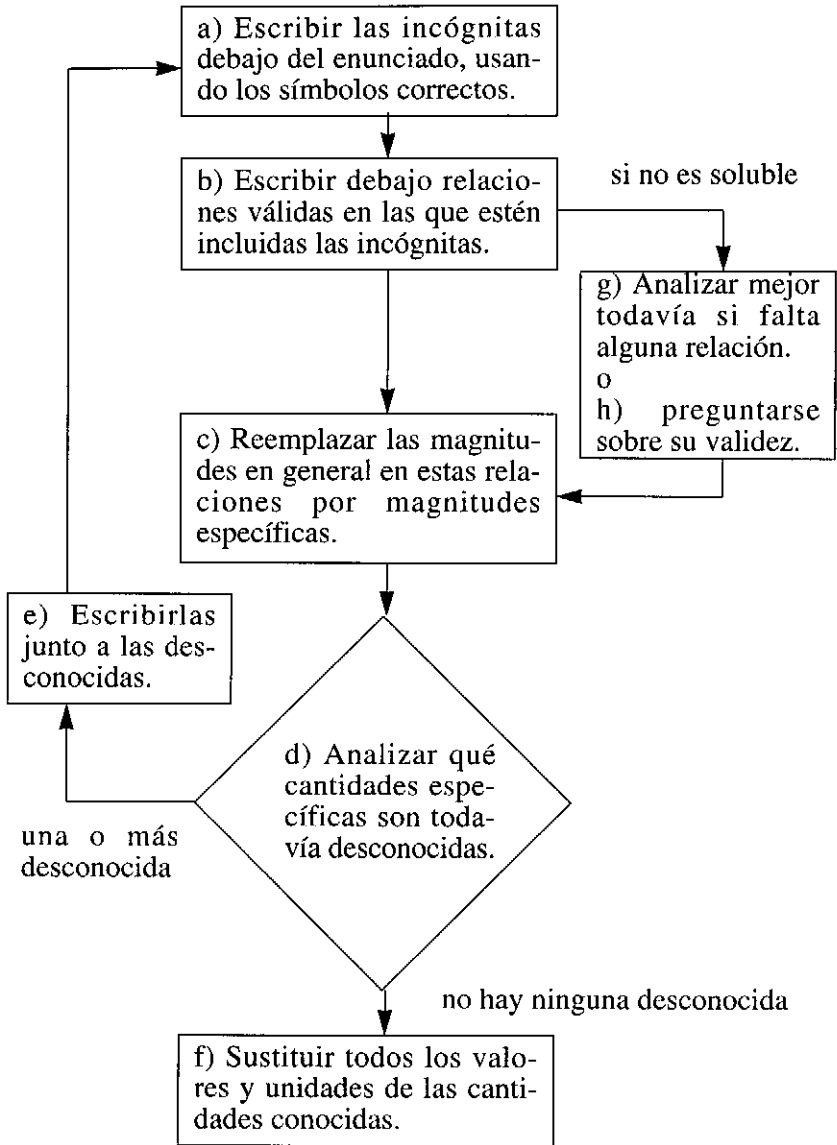 a) Escribir las incógnitas
debajo del enunciado, usan-
do los símbolos correctos.
b) Escribir debajo relacio-
nes válidas en las que estén
incluidas las incógnitas.
si no es soluble
g) Analizar mejor
todavía si falta
alguna relación.
o
h) preguntarse
sobre su validez.
c) Reemplazar las magnitu-
des en general en estas rela-
ciones por magnitudes
específicas.
e) Escribirlas
junto a las des-
conocidas.
d) Analizar qué
cantidades espe-
cíficas son toda-
vía desconocidas.
una o más
desconocida
no hay ninguna desconocida
f) Sustituir todos los valo-
res y unidades de las canti-
dades conocidas.